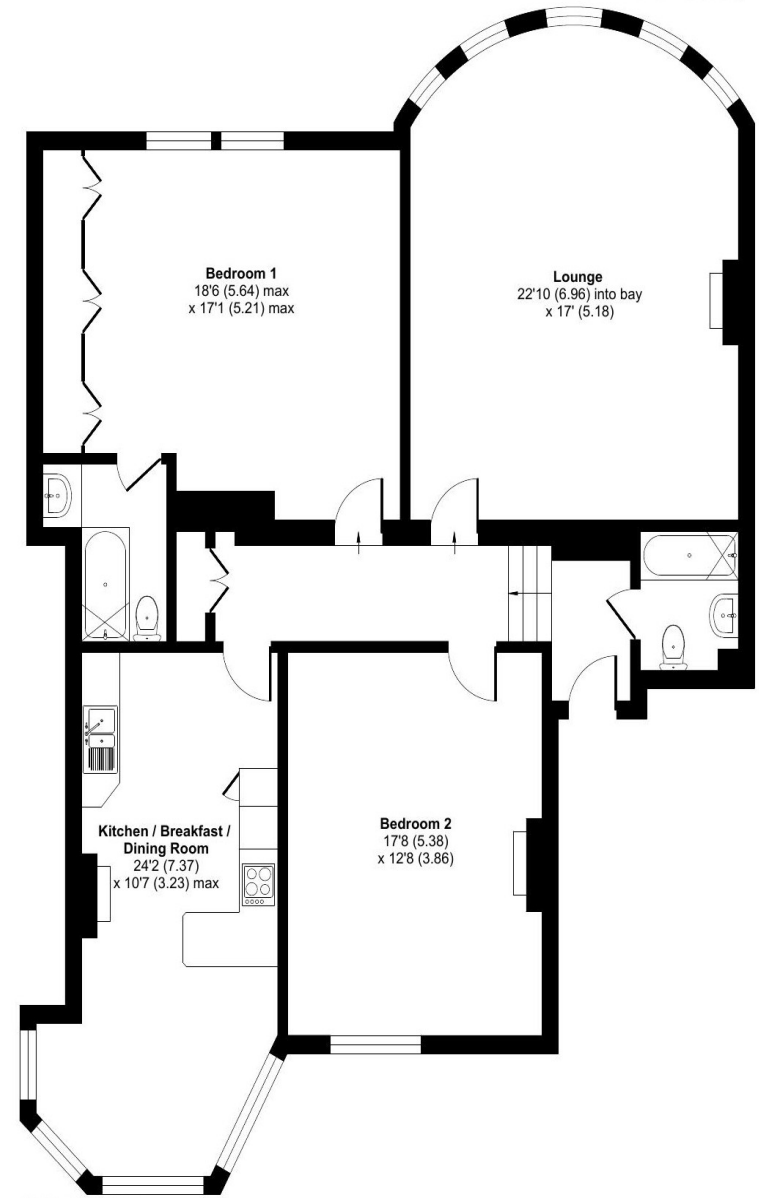 Bedroom 1
18'6 (5.64) max
x 17'1 (5.21) max
Lounge
22'10 (6.96) into bay
x 17' (5.18)
Kitchen / Breakfast /
Dining Room
24'2 (7.37)
x 10'7 (3.23) max
Bedroom 2
17'8 (5.38)
x 12'8 (3.86)